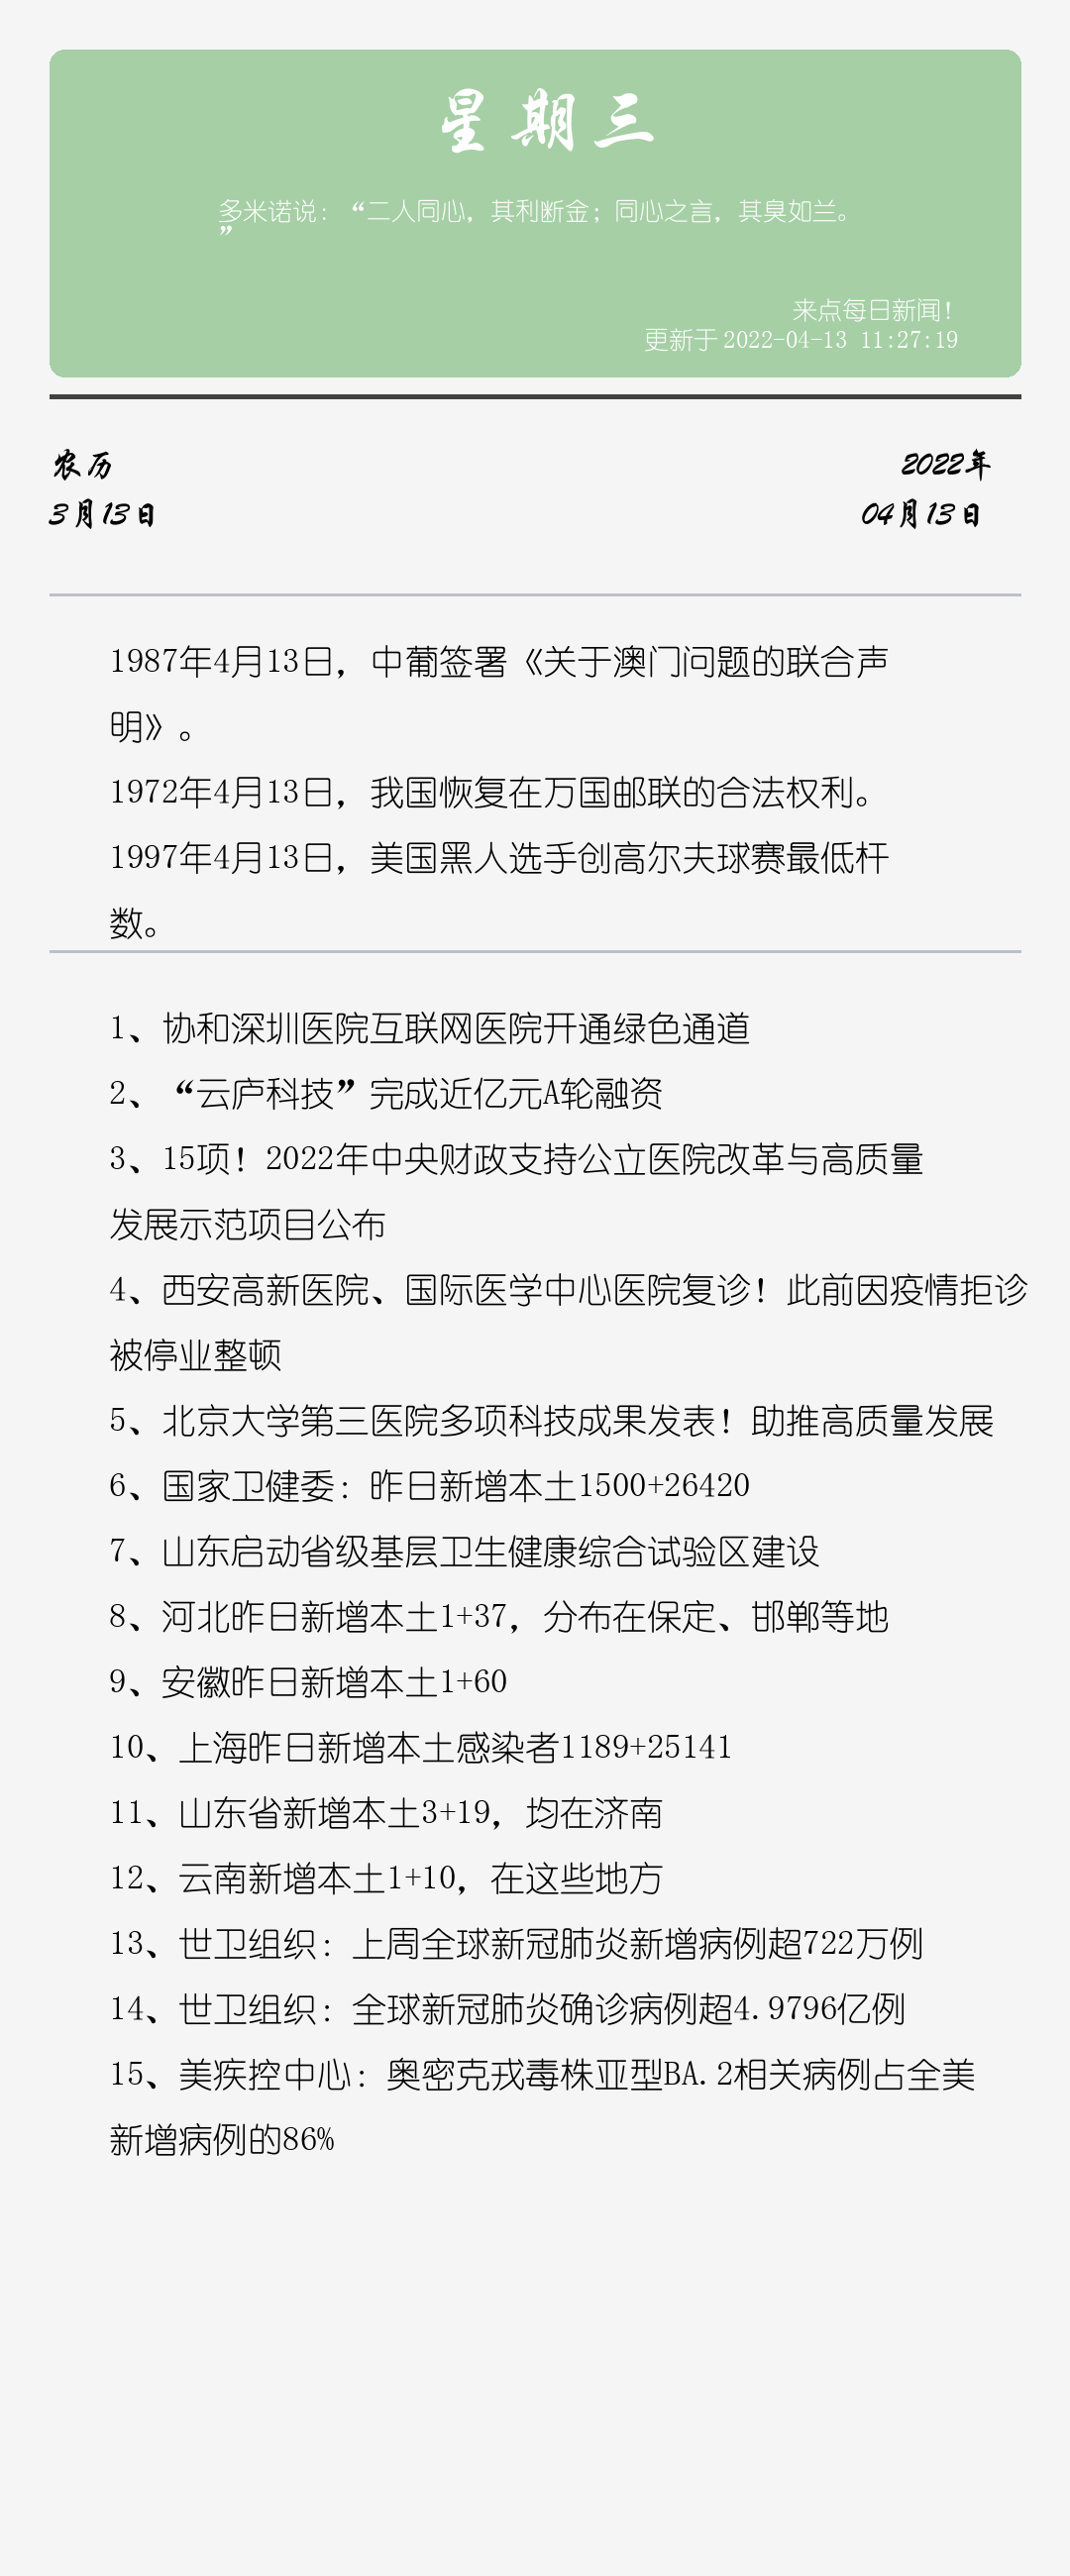 星期三
多米诺说：“二人同心，其利断金；同心之言，其臭如兰。
”
来点每日新闻！
更新于 2022-04-13 11:27:19
农历
2022年
3月13日
04月13日
1987年4月13日，中葡签署《关于澳门问题的联合声
明》。
1972年4月13日，我国恢复在万国邮联的合法权利。
1997年4月13日，美国黑人选手创高尔夫球赛最低杆
数。
1、协和深圳医院互联网医院开通绿色通道
2、“云庐科技”完成近亿元A轮融资
3、15项！2022年中央财政支持公立医院改革与高质量
发展示范项目公布
4、西安高新医院、国际医学中心医院复诊！此前因疫情拒诊
被停业整顿
5、北京大学第三医院多项科技成果发表！助推高质量发展
6、国家卫健委：昨日新增本土1500+26420
7、山东启动省级基层卫生健康综合试验区建设
8、河北昨日新增本土1+37，分布在保定、邯郸等地
9、安徽昨日新增本土1+60
10、上海昨日新增本土感染者1189+25141
11、山东省新增本土3+19，均在济南
12、云南新增本土1+10，在这些地方
13、世卫组织：上周全球新冠肺炎新增病例超722万例
14、世卫组织：全球新冠肺炎确诊病例超4.9796亿例
15、美疾控中心：奥密克戎毒株亚型BA.2相关病例占全美
新增病例的86%